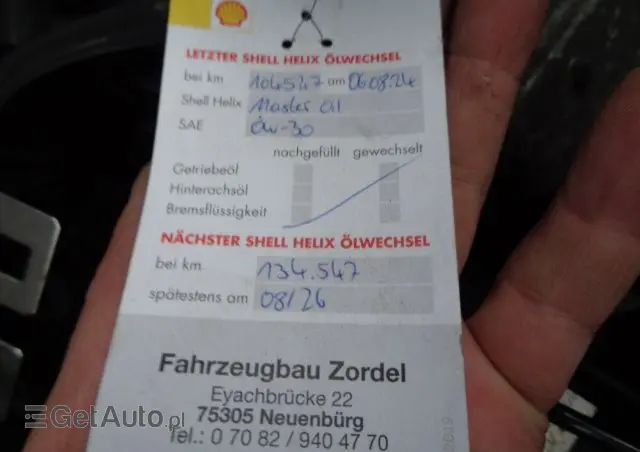 LETZTER SHELL HELIX ÖLWECHSEL
bei km 104547 am 06.08.24
Shell Helix Master Oil
SAE 0w-30
nachgefüllt gewechselt
Getriebeöl
Hinterachsöl
Bremsflüssigkeit
NÄCHSTER SHELL HELIX ÖLWECHSEL
bei km 134.547
spätestens am 08/26
Fahrzeugbau Zordel
Eyachbrücke 22
75305 Neuenbürg
Tel.: 0 70 82 / 940 47 70
GetAuto.pl